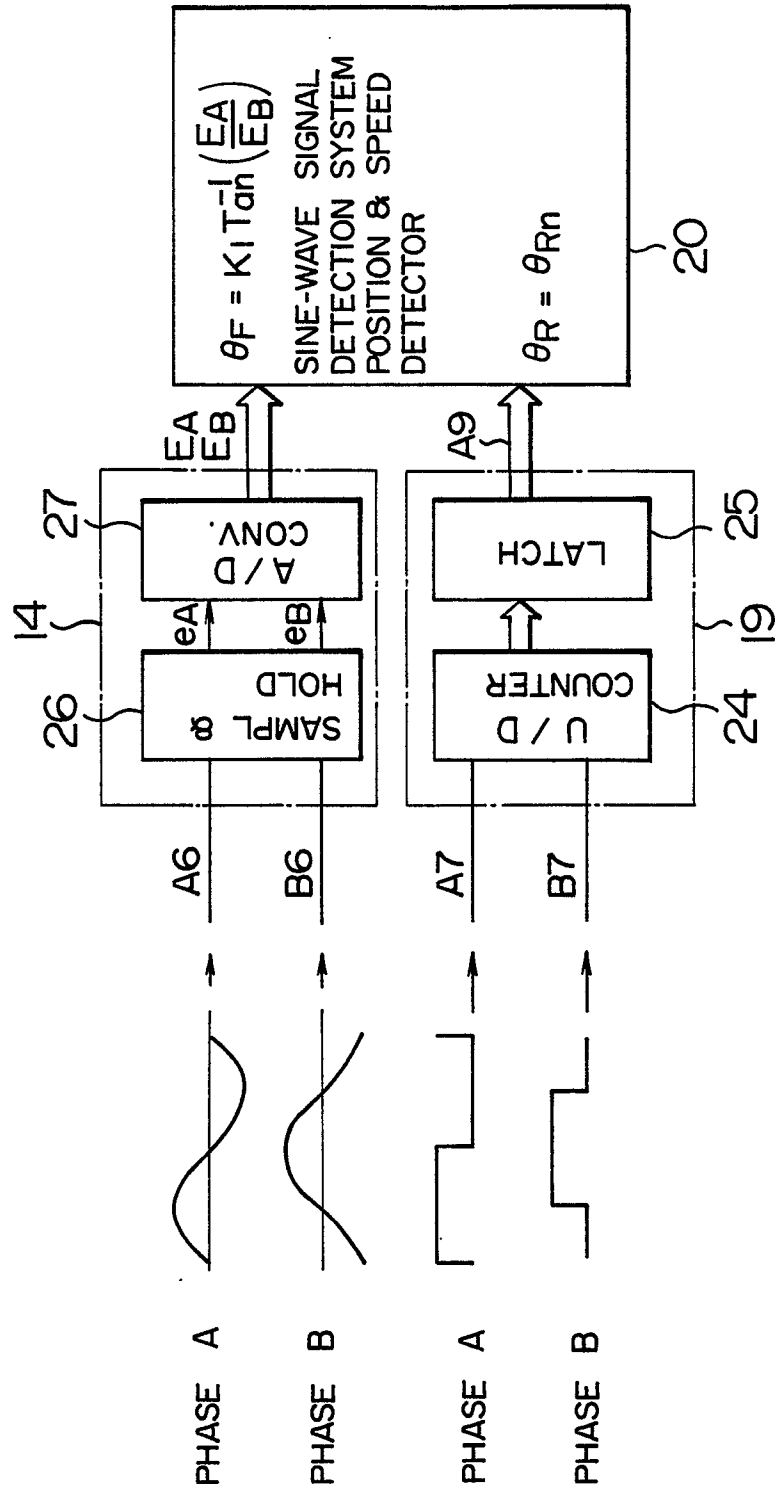 PHASE A
PHASE B
PHASE A
PHASE B
A6
B6
A7
B7
14
26
SAMPL
&
HOLD
eA
eB
27
A/D
CONV.
EA
EB
24
U/D
COUNTER
25
LATCH
19
A9
θF = K1 Tan-1 (EA/EB)
SINE-WAVE SIGNAL
DETECTION SYSTEM
POSITION & SPEED
DETECTOR
θR = θRn
20